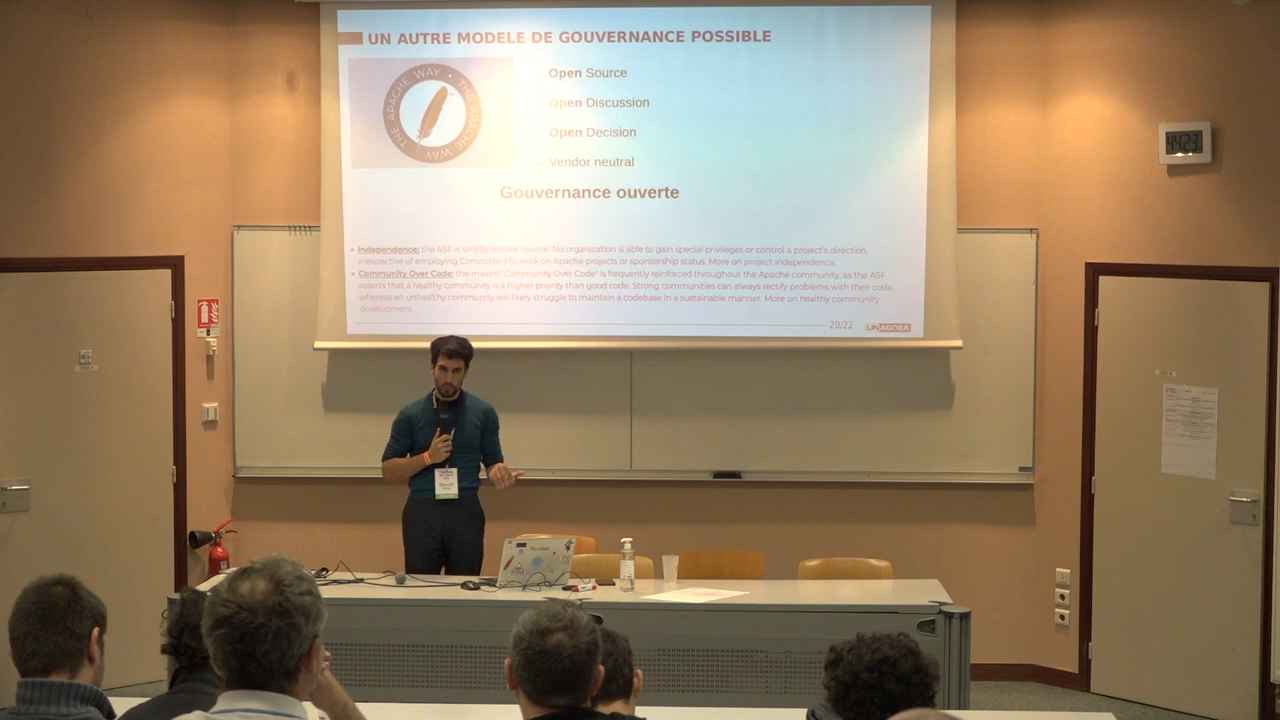 UN AUTRE MODELE DE GOUVERNANCE POSSIBLE
THE APACHE WAY • THE APACHE WAY
Open Source
Open Discussion
Open Decision
Vendor neutral
Gouvernance ouverte
Independence: the ASF is strictly vendor neutral. No organization is able to gain special privileges or control a project's direction,
irrespective of employing Committers to work on Apache projects or sponsorship status. More on project independence.
Community Over Code: the maxim "Community Over Code" is frequently reinforced throughout the Apache community, as the ASF
asserts that a healthy community is a higher priority than good code. Strong communities can always rectify problems with their code,
whereas an unhealthy community will likely struggle to maintain a codebase in a sustainable manner. More on healthy community
development.
20/22
LINAGORA
44:23